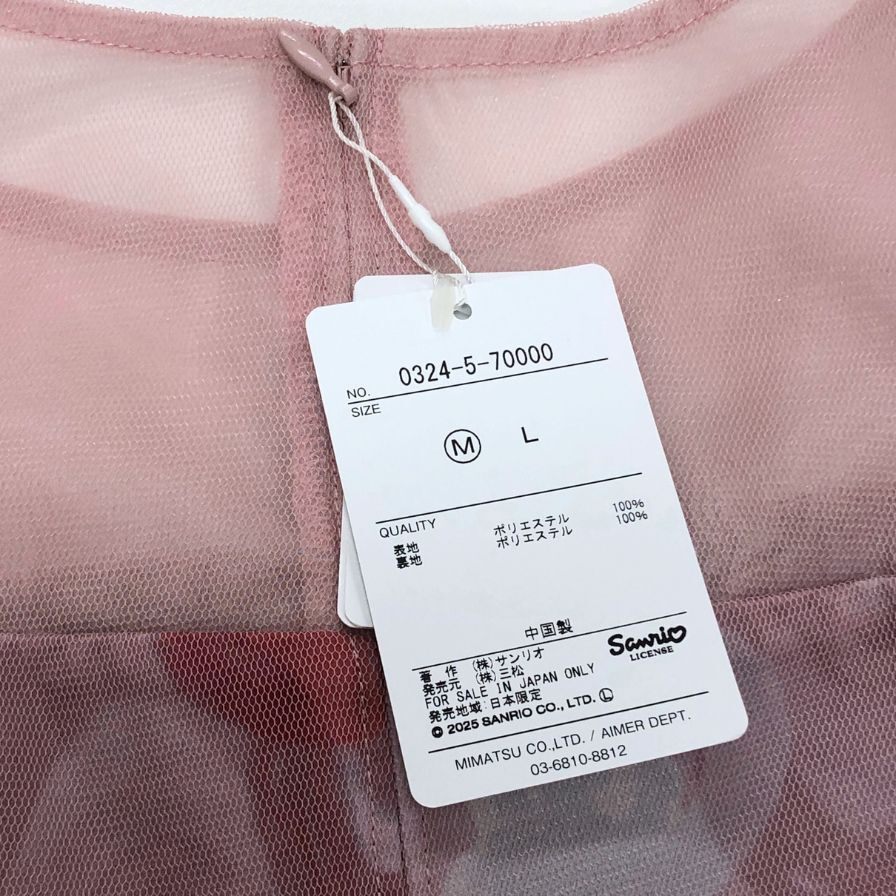 NO. 0324-5-70000
SIZE
M L
QUALITY
表地 ポリエステル 100%
裏地 ポリエステル 100%
中国製
著 作 (株)サンリオ
発売元 (株)三松
FOR SALE IN JAPAN ONLY
発売地域:日本限定
© 2025 SANRIO CO., LTD. Ⓛ
Sanrio
LICENSE
MIMATSU CO.,LTD. / AIMER DEPT.
03-6810-8812